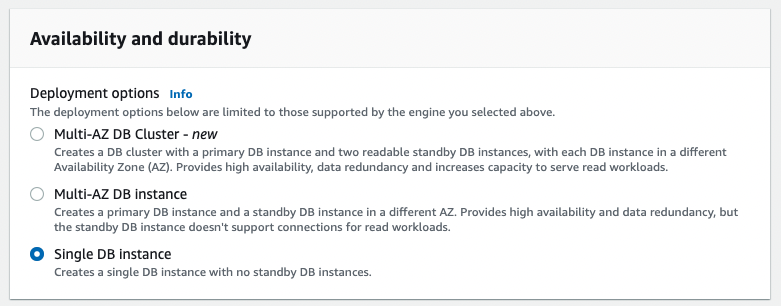 Availability and durability
Deployment options Info
The deployment options below are limited to those supported by the engine you selected above.
Multi-AZ DB Cluster - new
Creates a DB cluster with a primary DB instance and two readable standby DB instances, with each DB instance in a different
Availability Zone (AZ). Provides high availability, data redundancy and increases capacity to serve read workloads.
Multi-AZ DB instance
Creates a primary DB instance and a standby DB instance in a different AZ. Provides high availability and data redundancy, but
the standby DB instance doesn't support connections for read workloads.
Single DB instance
Creates a single DB instance with no standby DB instances.